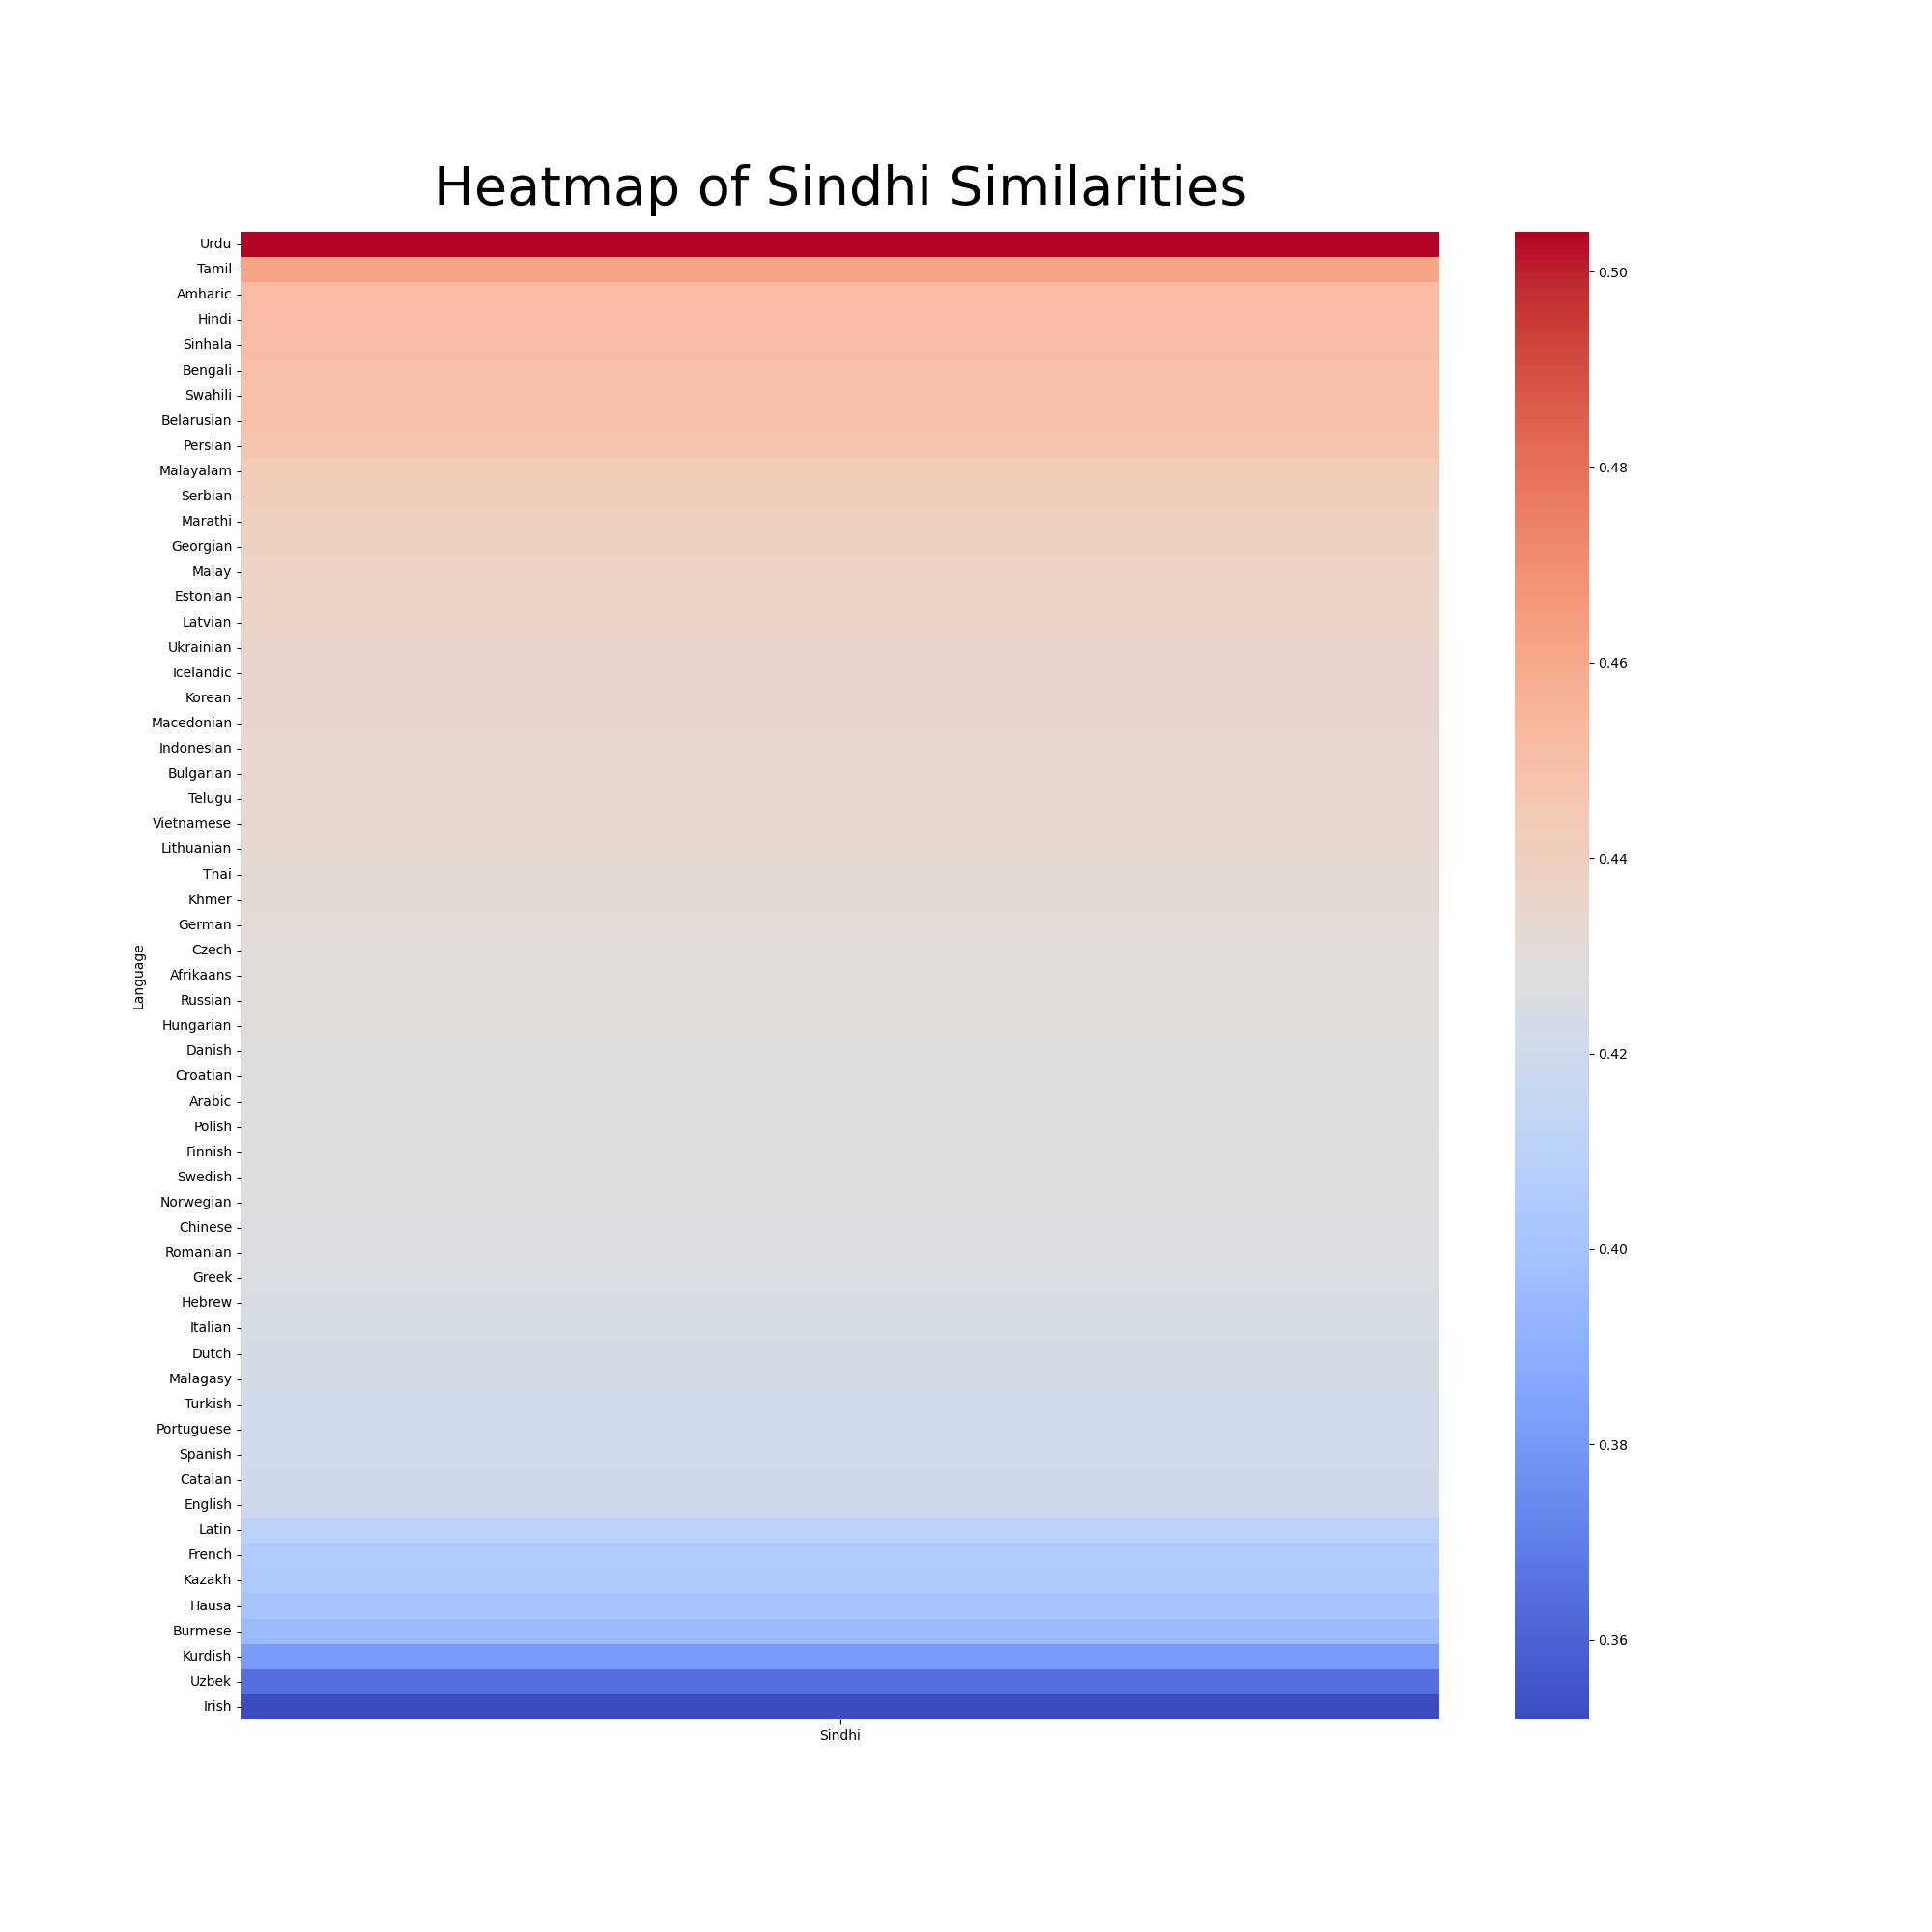 Heatmap of Sindhi Similarities
Language
Urdu
Tamil
Amharic
Hindi
Sinhala
Bengali
Swahili
Belarusian
Persian
Malayalam
Serbian
Marathi
Georgian
Malay
Estonian
Latvian
Ukrainian
Icelandic
Korean
Macedonian
Indonesian
Bulgarian
Telugu
Vietnamese
Lithuanian
Thai
Khmer
German
Czech
Afrikaans
Russian
Hungarian
Danish
Croatian
Arabic
Polish
Finnish
Swedish
Norwegian
Chinese
Romanian
Greek
Hebrew
Italian
Dutch
Malagasy
Turkish
Portuguese
Spanish
Catalan
English
Latin
French
Kazakh
Hausa
Burmese
Kurdish
Uzbek
Irish
Sindhi
0.50
0.48
0.46
0.44
0.42
0.40
0.38
0.36